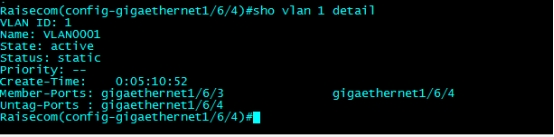 Raisecom(config-gigaethernet1/6/4)#sho vlan 1 detail
VLAN ID: 1
Name: VLAN0001
State: active
Status: static
Priority: --
Create-Time:    0:05:10:52
Member-Ports: gigaethernet1/6/3                    gigaethernet1/6/4
Untag-Ports : gigaethernet1/6/4
Raisecom(config-gigaethernet1/6/4)#